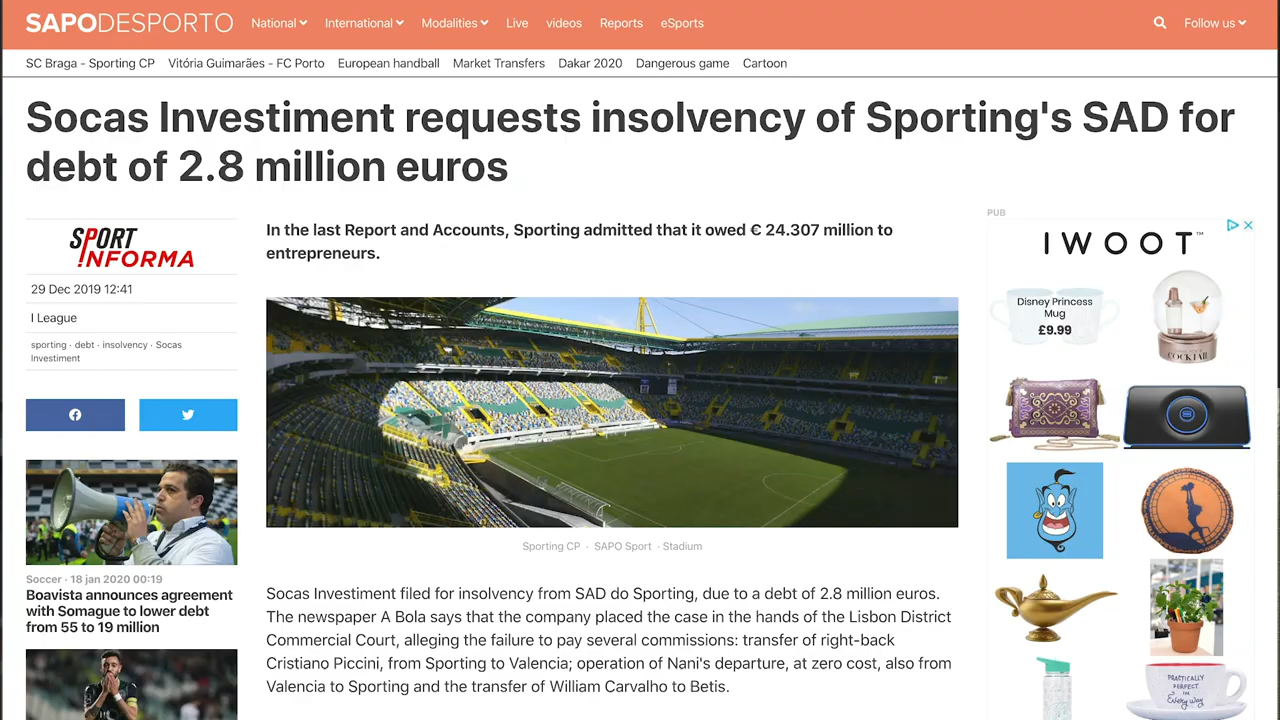 SAPODESPORTO National International Modalities Live videos Reports eSports Follow us
SC Braga - Sporting CP Vitória Guimarães - FC Porto European handball Market Transfers Dakar 2020 Dangerous game Cartoon
Socas Investiment requests insolvency of Sporting's SAD for
debt of 2.8 million euros
SPORT
INFORMA
29 Dec 2019 12:41
I League
sporting · debt · insolvency · Socas
Investiment
Soccer · 18 jan 2020 00:19
Boavista announces agreement
with Somague to lower debt
from 55 to 19 million
In the last Report and Accounts, Sporting admitted that it owed € 24.307 million to
entrepreneurs.
Sporting CP · SAPO Sport · Stadium
Socas Investiment filed for insolvency from SAD do Sporting, due to a debt of 2.8 million euros.
The newspaper A Bola says that the company placed the case in the hands of the Lisbon District
Commercial Court, alleging the failure to pay several commissions: transfer of right-back
Cristiano Piccini, from Sporting to Valencia; operation of Nani's departure, at zero cost, also from
Valencia to Sporting and the transfer of William Carvalho to Betis.
PUB
IWOOT™
Disney Princess
Mug
£9.99
COCKTAIL
PRACTICALLY
PERFECT
IN
Every way